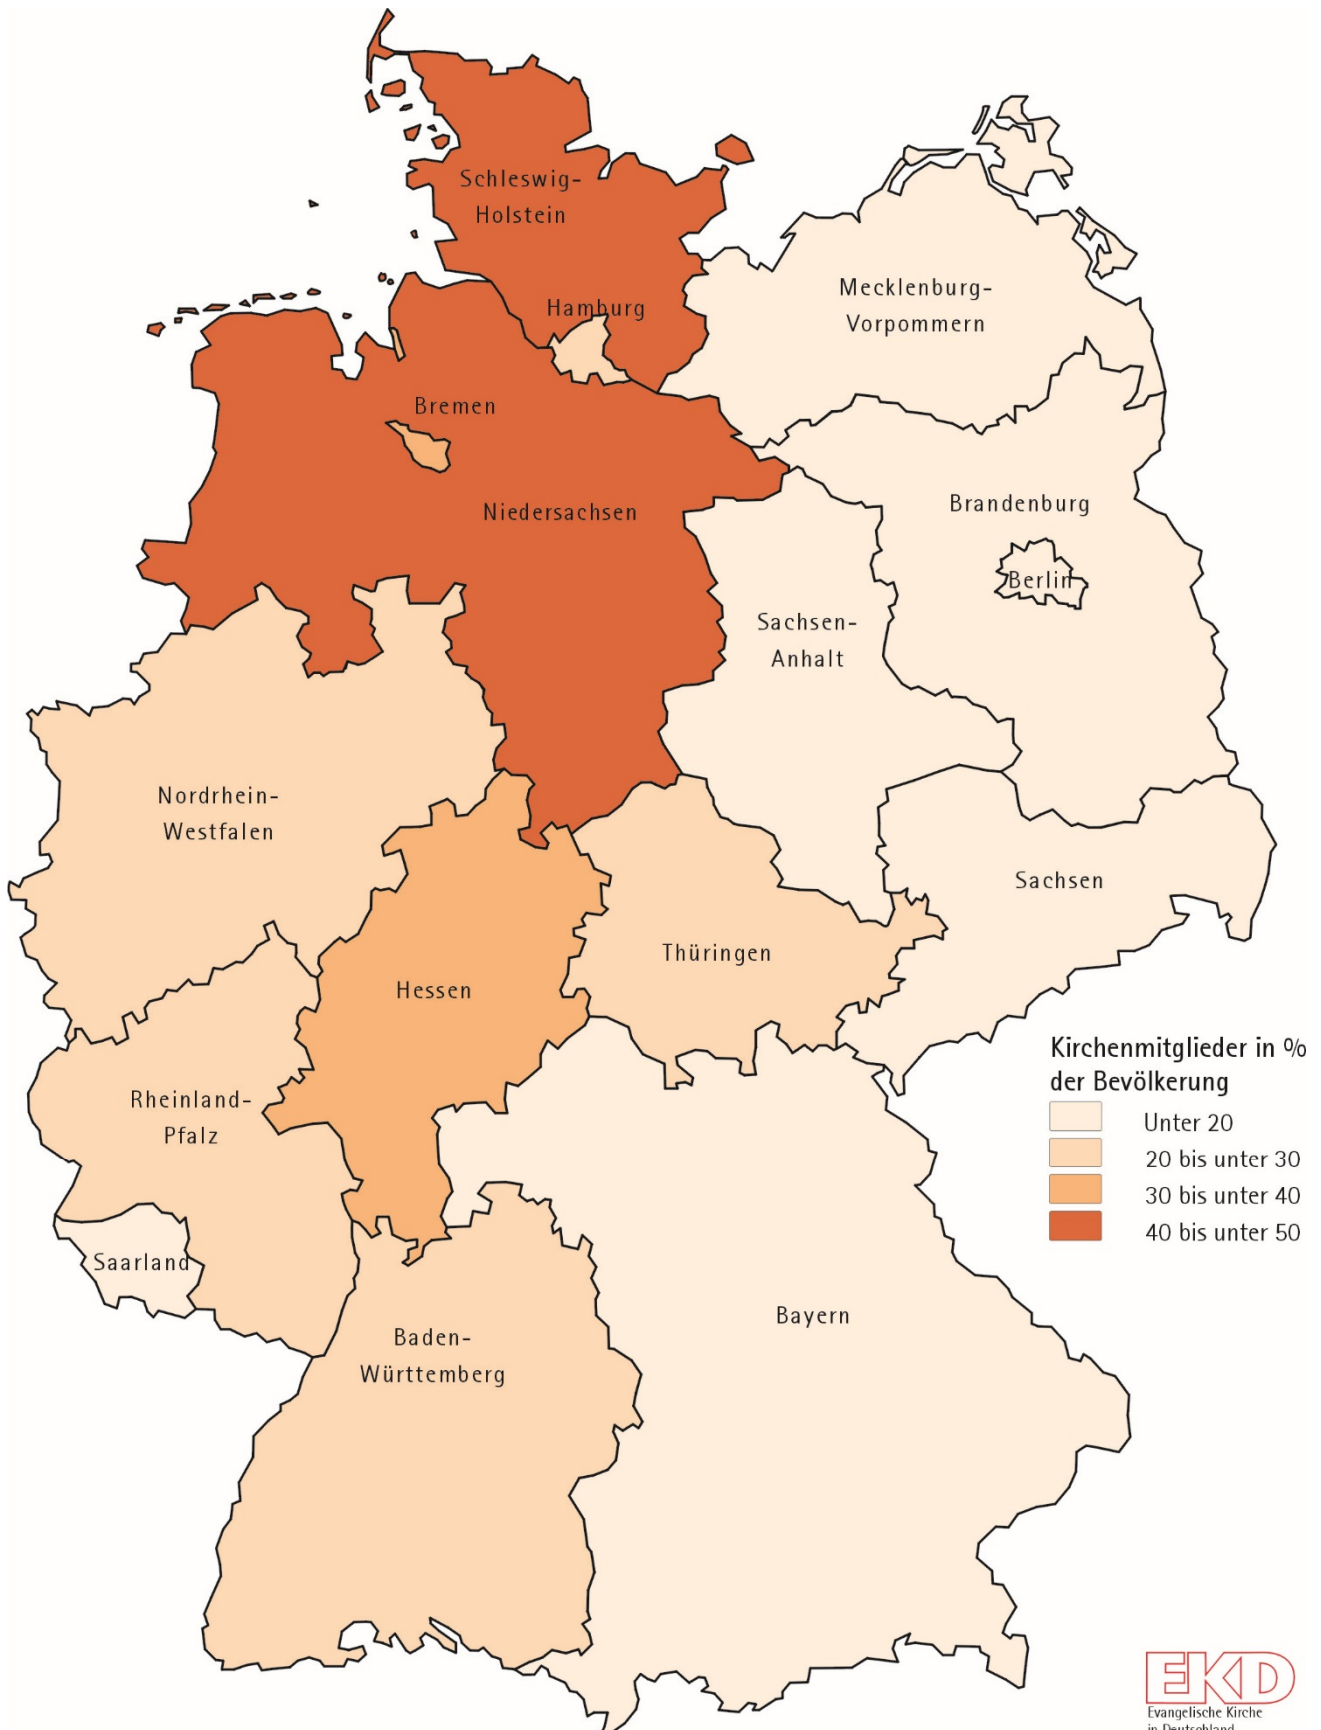 Schleswig-
Holstein
Hamburg
Mecklenburg-
Vorpommern
Bremen
Niedersachsen
Brandenburg
Berlin
Sachsen-
Anhalt
Nordrhein-
Westfalen
Sachsen
Thüringen
Hessen
Rheinland-
Pfalz
Saarland
Baden-
Württemberg
Bayern
Kirchenmitglieder in %
der Bevölkerung
Unter 20
20 bis unter 30
30 bis unter 40
40 bis unter 50
EKD
Evangelische Kirche
in Deutschland